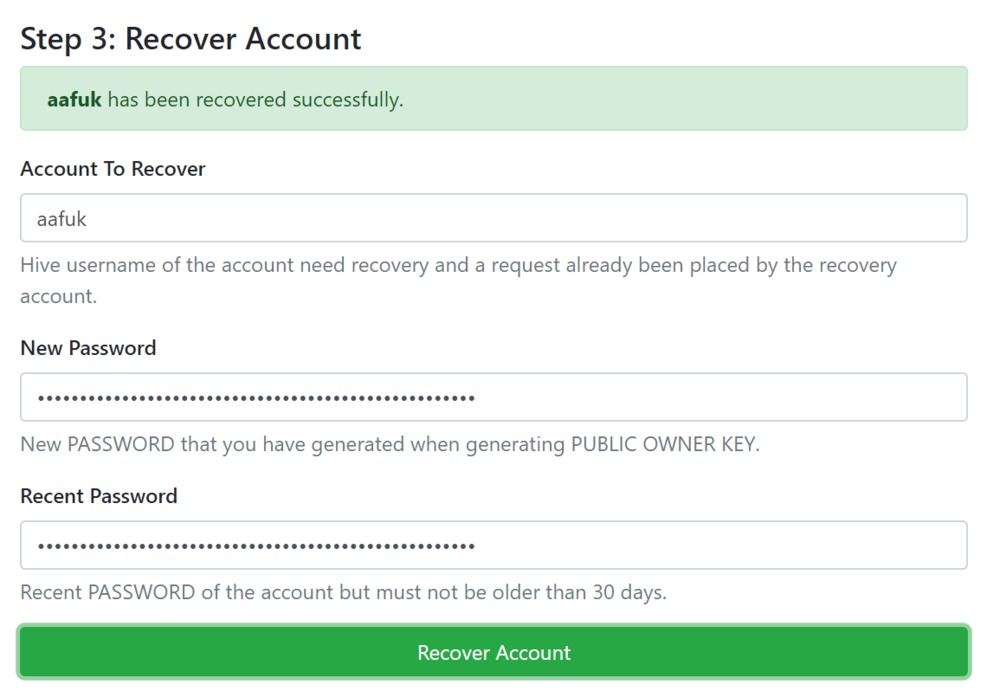 Step 3: Recover Account
aafuk has been recovered successfully.
Account To Recover
aafuk
Hive username of the account need recovery and a request already been placed by the recovery
account.
New Password
New PASSWORD that you have generated when generating PUBLIC OWNER KEY.
Recent Password
Recent PASSWORD of the account but must not be older than 30 days.
Recover Account